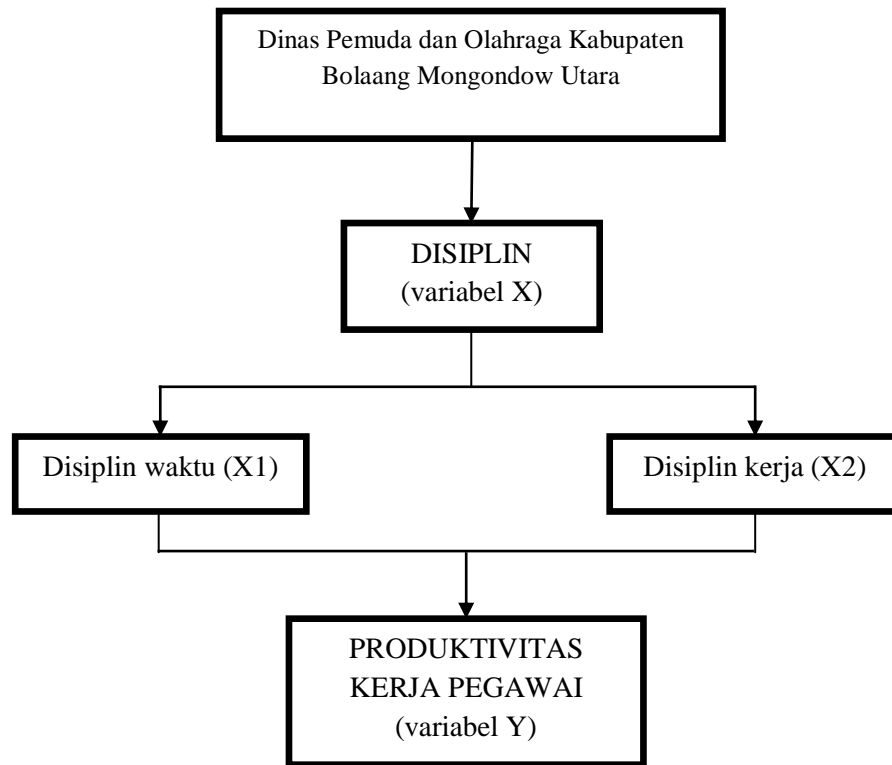 Dinas Pemuda dan Olahraga Kabupaten
Bolaang Mongondow Utara
DISIPLIN
(variabel X)
Disiplin waktu (X1)
Disiplin kerja (X2)
PRODUKTIVITAS
KERJA PEGAWAI
(variabel Y)